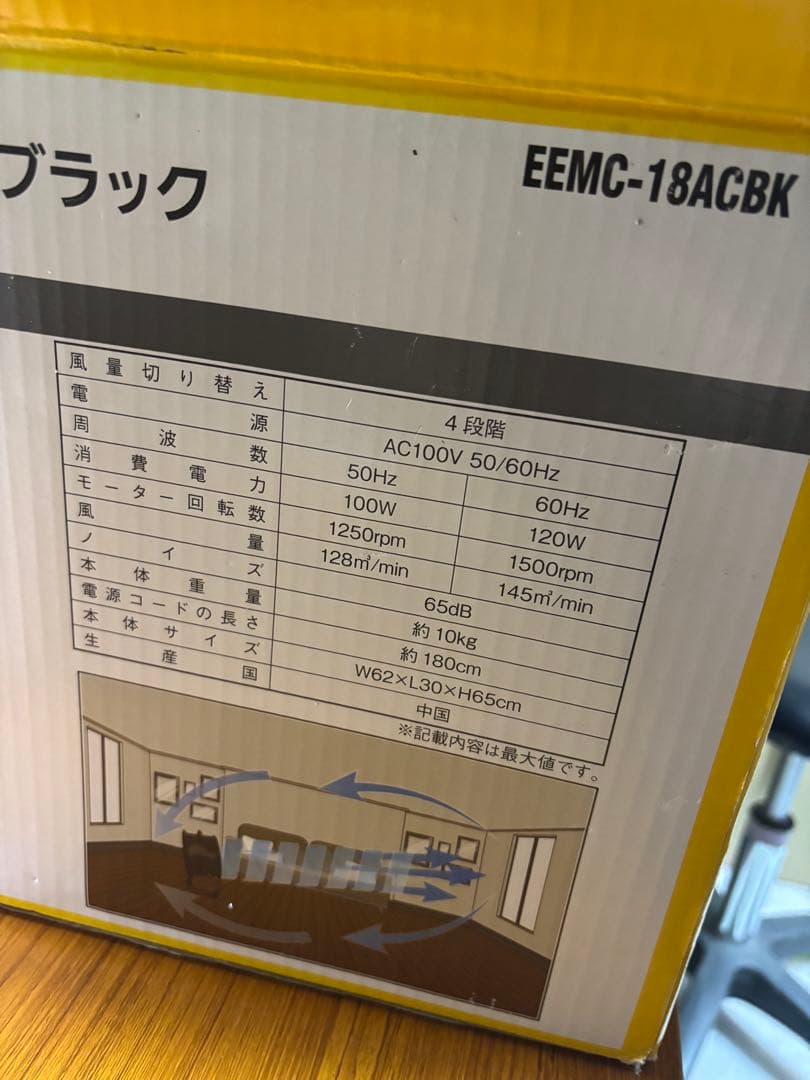 ブラック
EEMC-18ACBK
風量切り替え 4段階
電源 AC100V 50/60Hz
周波数 50Hz 60Hz
消費電力 100W 120W
モーター回転数 1250rpm 1500rpm
風量 128㎥/min 145㎥/min
ノイズ 65dB
本体重量 約10kg
電源コードの長さ 約180cm
本体サイズ W62×L30×H65cm
生産国 中国
※記載内容は最大値です。